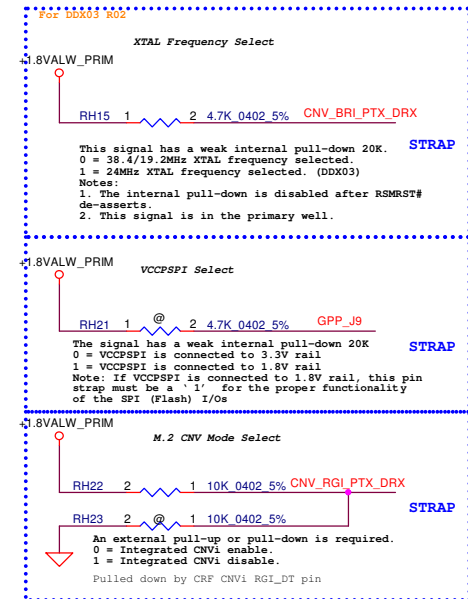 For DDX03 R02
XTAL Frequency Select
+1.8VALW_PRIM
RH15 1 2 4.7K_0402_5% CNV_BRI_PTX_DRX
STRAP
This signal has a weak internal pull-down 20K.
0 = 38.4/19.2MHz XTAL frequency selected.
1 = 24MHz XTAL frequency selected. (DDX03)
Notes:
1. The internal pull-down is disabled after RSMRST#
de-asserts.
2. This signal is in the primary well.
+1.8VALW_PRIM
VCCPSPI Select
@
RH21 1 2 4.7K_0402_5% GPP_J9
STRAP
The signal has a weak internal pull-down 20K
0 = VCCPSPI is connected to 3.3V rail
1 = VCCPSPI is connected to 1.8V rail
Note: If VCCPSPI is connected to 1.8V rail, this pin
strap must be a ‘1’ for the proper functionality
of the SPI (Flash) I/Os
+1.8VALW_PRIM
M.2 CNV Mode Select
RH22 2 1 10K_0402_5% CNV_RGI_PTX_DRX
STRAP
RH23 2 @ 1 10K_0402_5%
An external pull-up or pull-down is required.
0 = Integrated CNVi enable.
1 = Integrated CNVi disable.
Pulled down by CRF CNVi RGI_DT pin